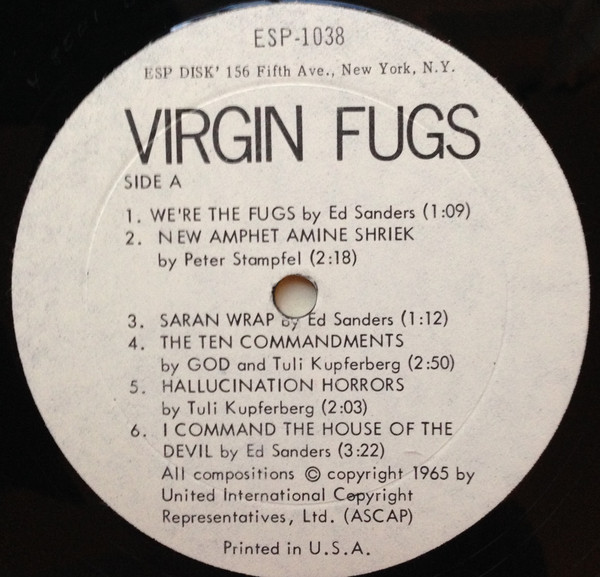 ESP-1038
ESP DISK' 156 Fifth Ave., New York, N.Y.
VIRGIN FUGS
SIDE A
1. WE'RE THE FUGS by Ed Sanders (1:09)
2. NEW AMPHET AMINE SHRIEK
by Peter Stampfel (2:18)
3. SARAN WRAP by Ed Sanders (1:12)
4. THE TEN COMMANDMENTS
by GOD and Tuli Kupferberg (2:50)
5. HALLUCINATION HORRORS
by Tuli Kupferberg (2:03)
6. I COMMAND THE HOUSE OF THE
DEVIL by Ed Sanders (3:22)
All compositions © copyright 1965 by
United International Copyright
Representatives, Ltd. (ASCAP)
Printed in U.S.A.